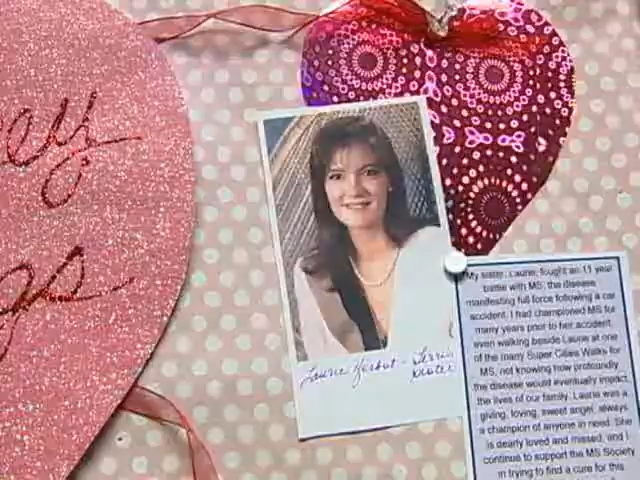 ey
gs
Laurie
sister
My sister, Laurie, fought an 11 year
battle with MS, the disease
manifesting full force following a car
accident. I had championed MS for
many years prior to her accident,
even walking beside Laurie at one
of the many Super Cities Walks for
MS, not knowing how profoundly
the disease would eventually impact
the lives of our family. Laurie was a
giving, loving, sweet angel, always
a champion of anyone in need. She
is dearly loved and missed, and I
continue to support the MS Society
in trying to find a cure for this